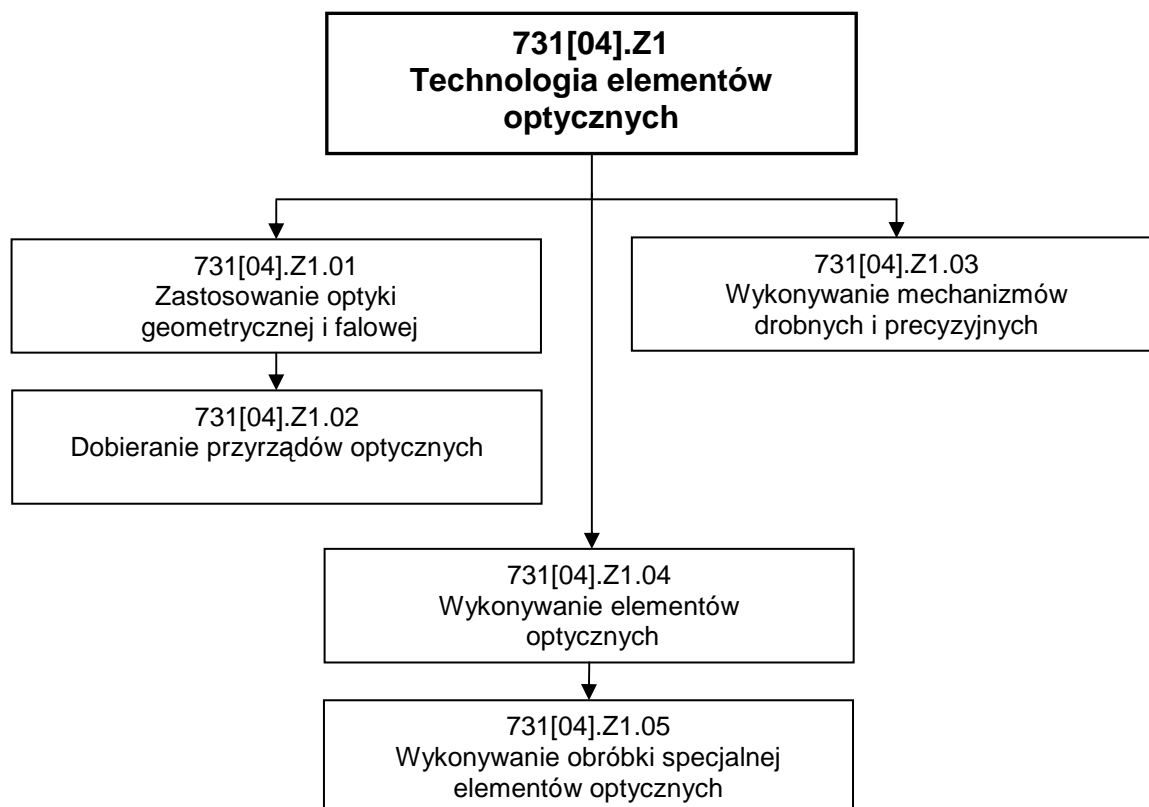 731[04].Z1
Technologia elementów
optycznych
731[04].Z1.01
Zastosowanie optyki
geometrycznej i falowej
731[04].Z1.03
Wykonywanie mechanizmów
drobnych i precyzyjnych
731[04].Z1.02
Dobieranie przyrządów optycznych
731[04].Z1.04
Wykonywanie elementów
optycznych
731[04].Z1.05
Wykonywanie obróbki specjalnej
elementów optycznych